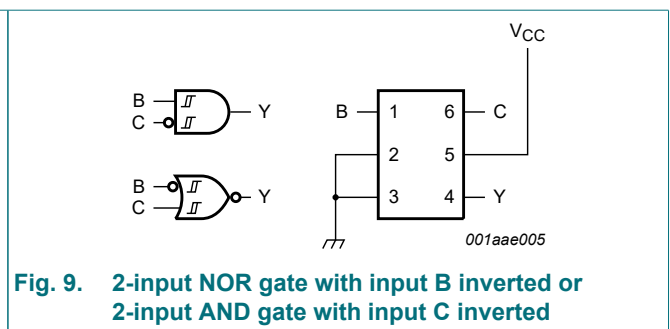 VCC
B
C
Y
B 1 6 C
2 5
3 4 Y
B
C
Y
001aae005
Fig. 9. 2-input NOR gate with input B inverted or
2-input AND gate with input C inverted